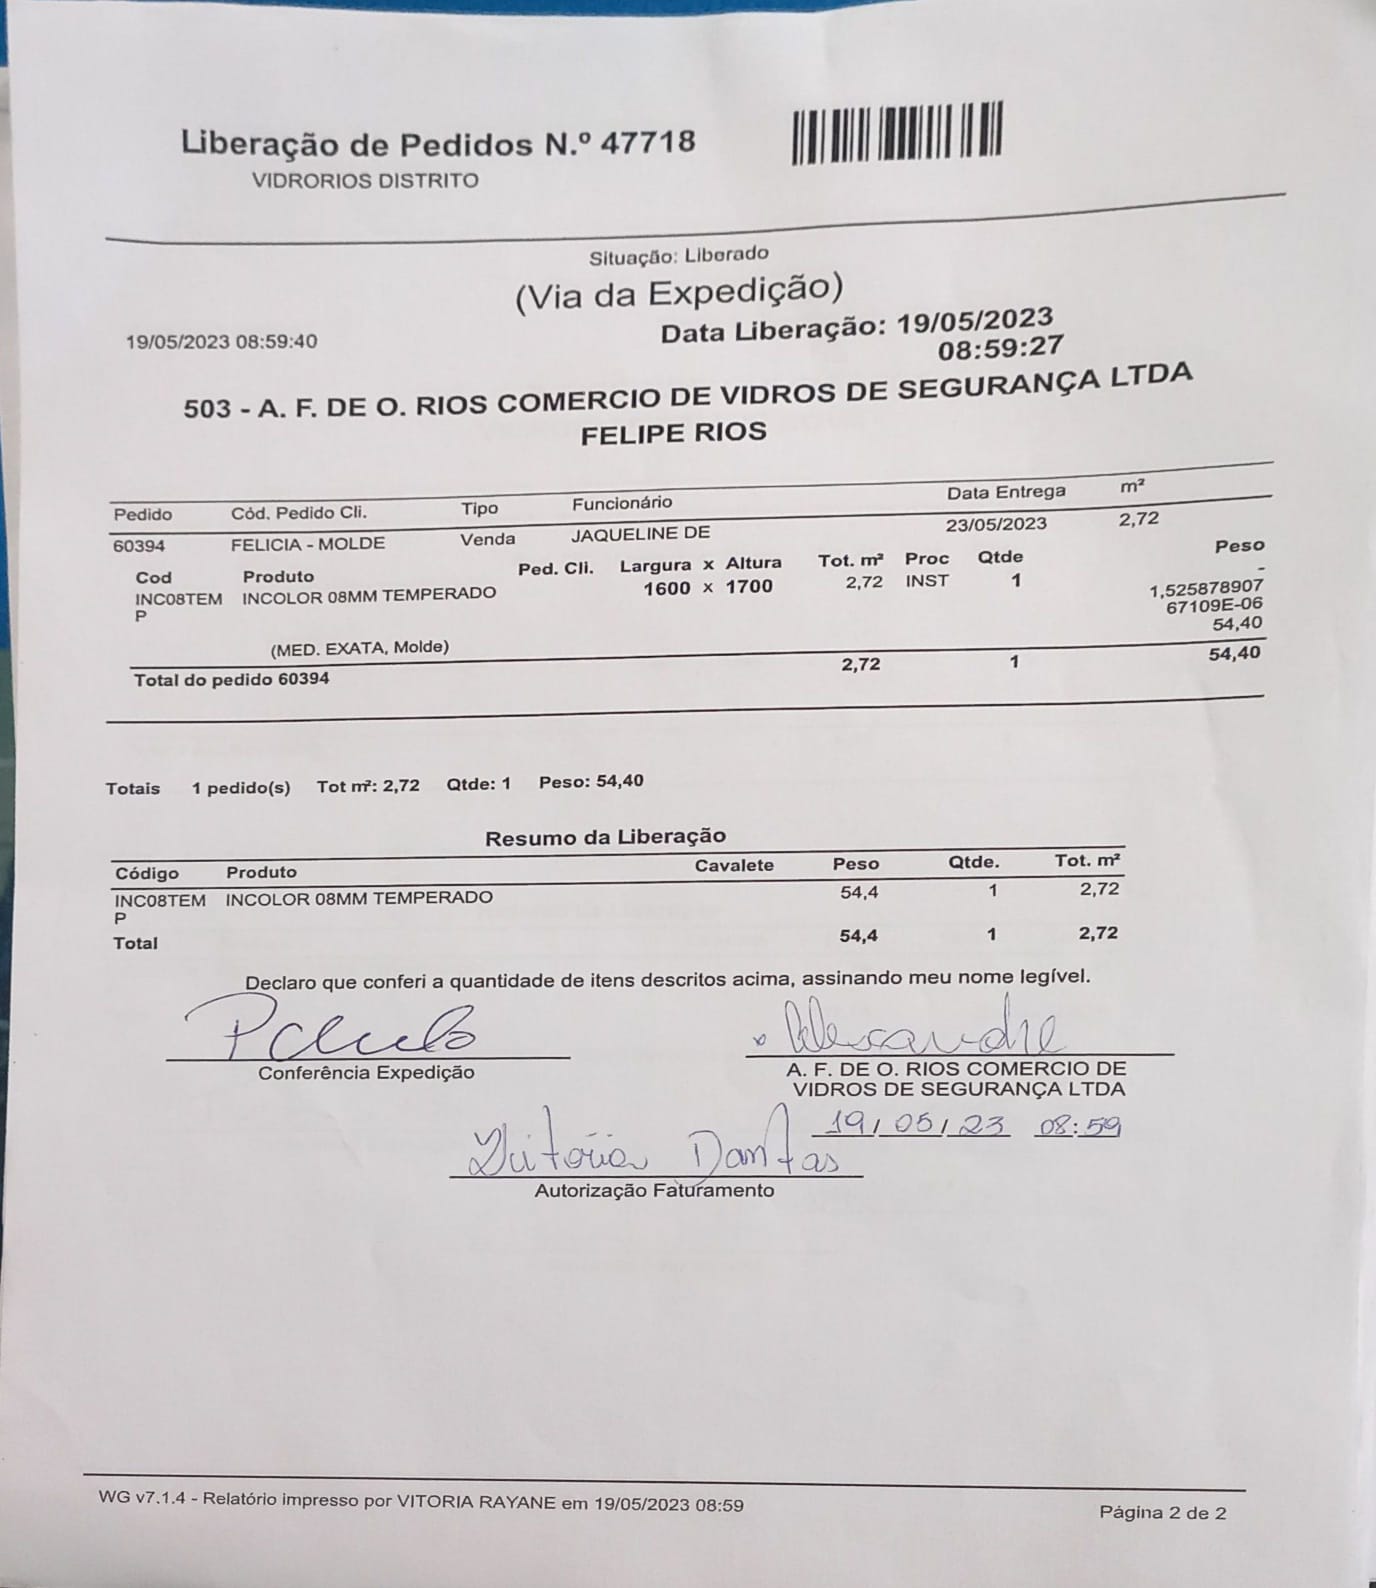 Liberação de Pedidos N.º 47718
VIDRORIOS DISTRITO
Situação: Liberado
(Via da Expedição)
19/05/2023 08:59:40
Data Liberação: 19/05/2023
08:59:27
503 - A. F. DE O. RIOS COMERCIO DE VIDROS DE SEGURANÇA LTDA
FELIPE RIOS
Pedido Cód. Pedido Cli. Tipo Funcionário Data Entrega m²
60394 FELICIA - MOLDE Venda JAQUELINE DE 23/05/2023 2,72
Cod Produto Ped. Cli. Largura x Altura Tot. m² Proc Qtde Peso
INC08TEM INCOLOR 08MM TEMPERADO 1600 x 1700 2,72 INST 1 -
P 1,525878907
67109E-06
54,40
(MED. EXATA, Molde)
Total do pedido 60394 2,72 1 54,40
Totais 1 pedido(s) Tot m²: 2,72 Qtde: 1 Peso: 54,40
Resumo da Liberação
Código Produto Cavalete Peso Qtde. Tot. m²
INC08TEM INCOLOR 08MM TEMPERADO 54,4 1 2,72
P
Total 54,4 1 2,72
Declaro que conferi a quantidade de itens descritos acima, assinando meu nome legível.
Conferência Expedição
A. F. DE O. RIOS COMERCIO DE
VIDROS DE SEGURANÇA LTDA
19/05/23 08:59
Vitória Dantas
Autorização Faturamento
WG v7.1.4 - Relatório impresso por VITORIA RAYANE em 19/05/2023 08:59
Página 2 de 2